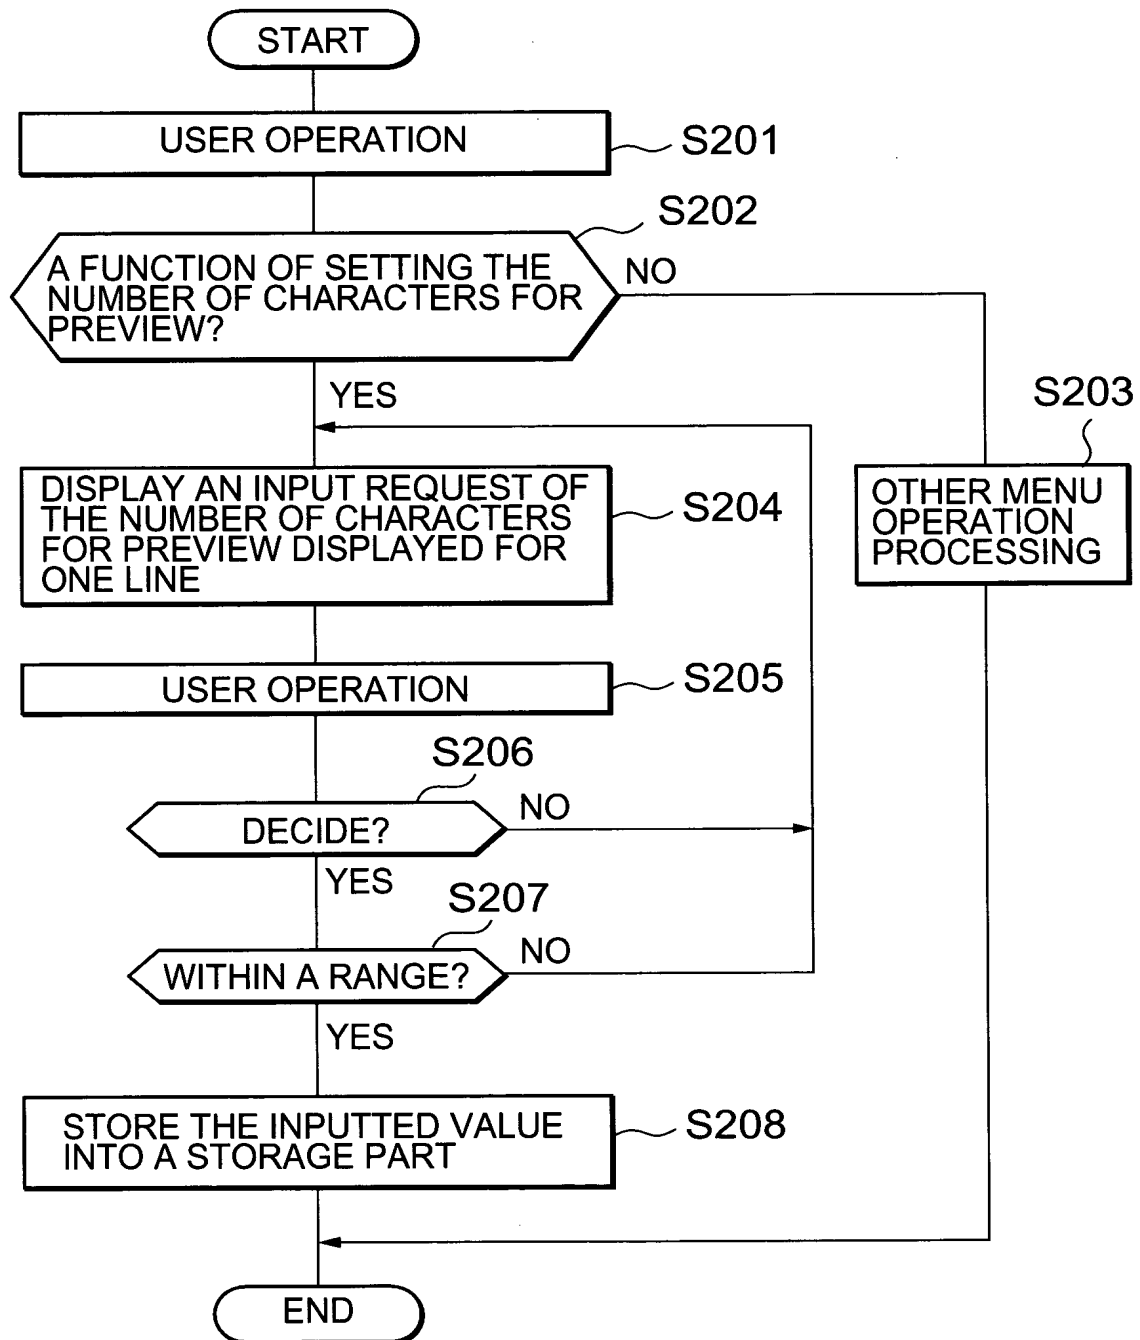 START
USER OPERATION
S201
S202
A FUNCTION OF SETTING THE
NUMBER OF CHARACTERS FOR
PREVIEW?
NO
YES
S203
OTHER MENU
OPERATION
PROCESSING
DISPLAY AN INPUT REQUEST OF
THE NUMBER OF CHARACTERS
FOR PREVIEW DISPLAYED FOR
ONE LINE
S204
USER OPERATION
S205
S206
DECIDE?
NO
YES
S207
WITHIN A RANGE?
NO
YES
STORE THE INPUTTED VALUE
INTO A STORAGE PART
S208
END